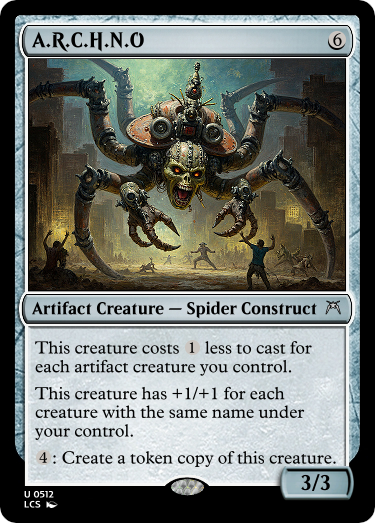 A.R.C.H.N.O 6
Artifact Creature — Spider Construct
This creature costs 1 less to cast for
each artifact creature you control.
This creature has +1/+1 for each
creature with the same name under
your control.
4 : Create a token copy of this creature.
3/3
U 0512
LCS